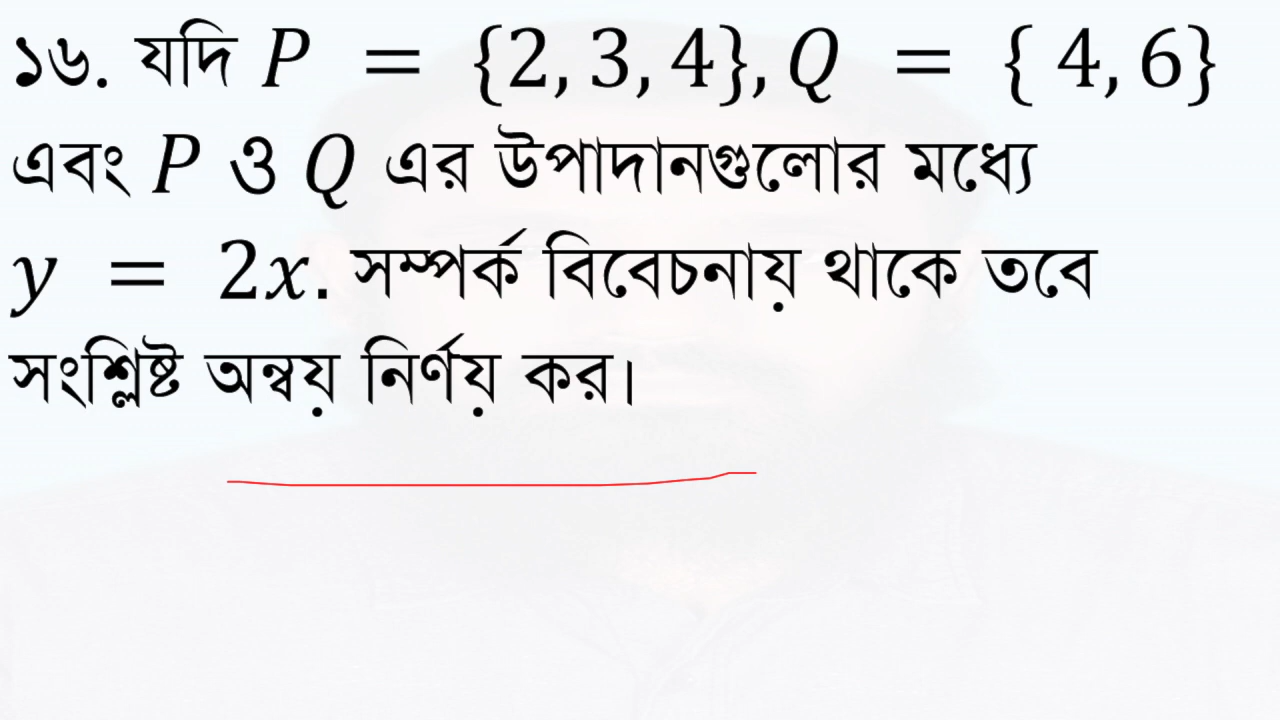 ১৬. যদি P = {2, 3, 4}, Q = { 4, 6}
এবং P ও Q এর উপাদানগুলোর মধ্যে
y = 2x. সম্পর্ক বিবেচনায় থাকে তবে
সংশ্লিষ্ট অন্বয় নির্ণয় কর।